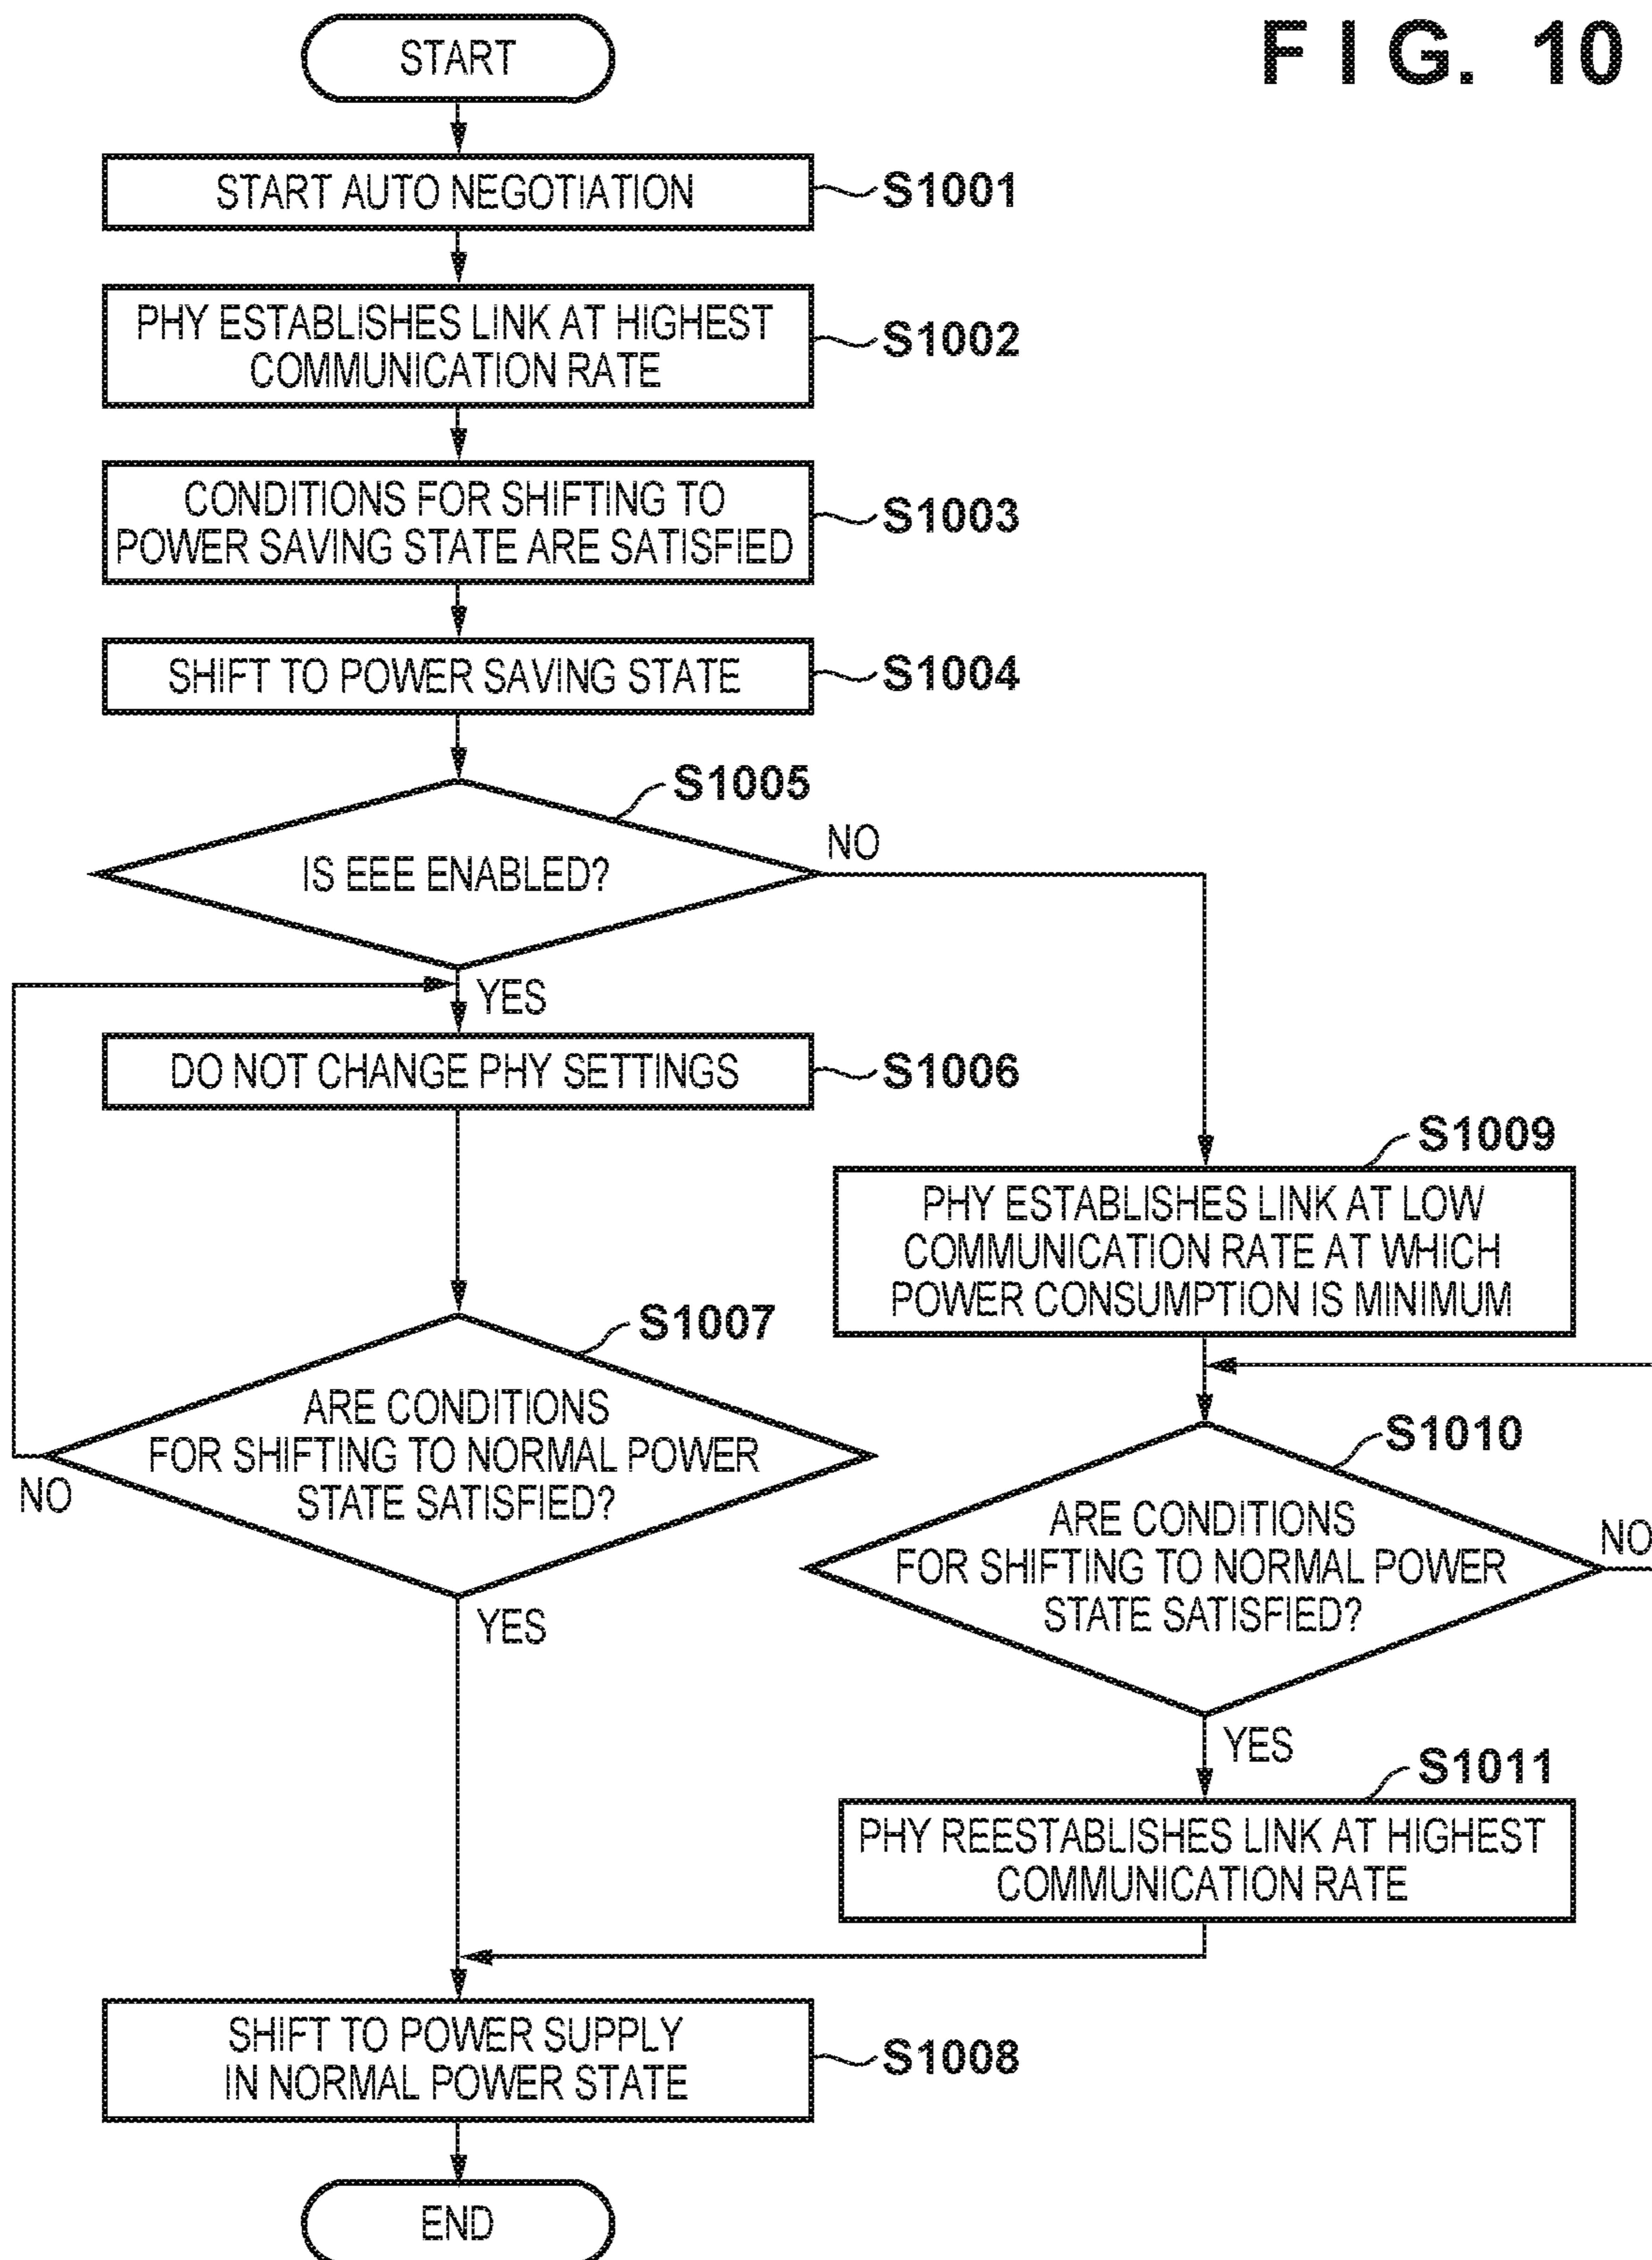 FIG. 10
START
START AUTO NEGOTIATION
S1001
PHY ESTABLISHES LINK AT HIGHEST
COMMUNICATION RATE
S1002
CONDITIONS FOR SHIFTING TO
POWER SAVING STATE ARE SATISFIED
S1003
SHIFT TO POWER SAVING STATE
S1004
S1005
IS EEE ENABLED?
NO
YES
DO NOT CHANGE PHY SETTINGS
S1006
S1007
ARE CONDITIONS
FOR SHIFTING TO NORMAL POWER
STATE SATISFIED?
NO
YES
S1009
PHY ESTABLISHES LINK AT LOW
COMMUNICATION RATE AT WHICH
POWER CONSUMPTION IS MINIMUM
S1010
ARE CONDITIONS
FOR SHIFTING TO NORMAL POWER
STATE SATISFIED?
NO
YES
S1011
PHY REESTABLISHES LINK AT HIGHEST
COMMUNICATION RATE
SHIFT TO POWER SUPPLY
IN NORMAL POWER STATE
S1008
END